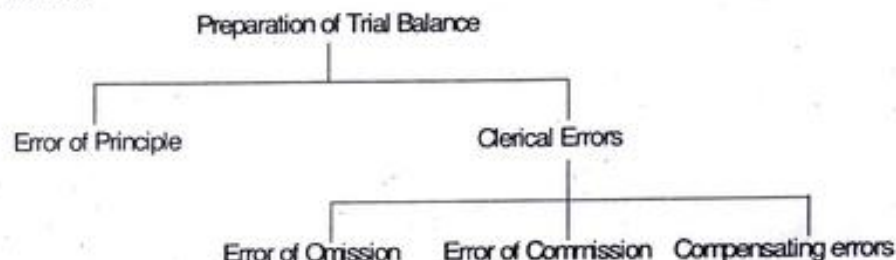 Preparation of Trial Balance
Error of Principle
Clerical Errors
Error of Omission
Error of Commission
Compensating errors